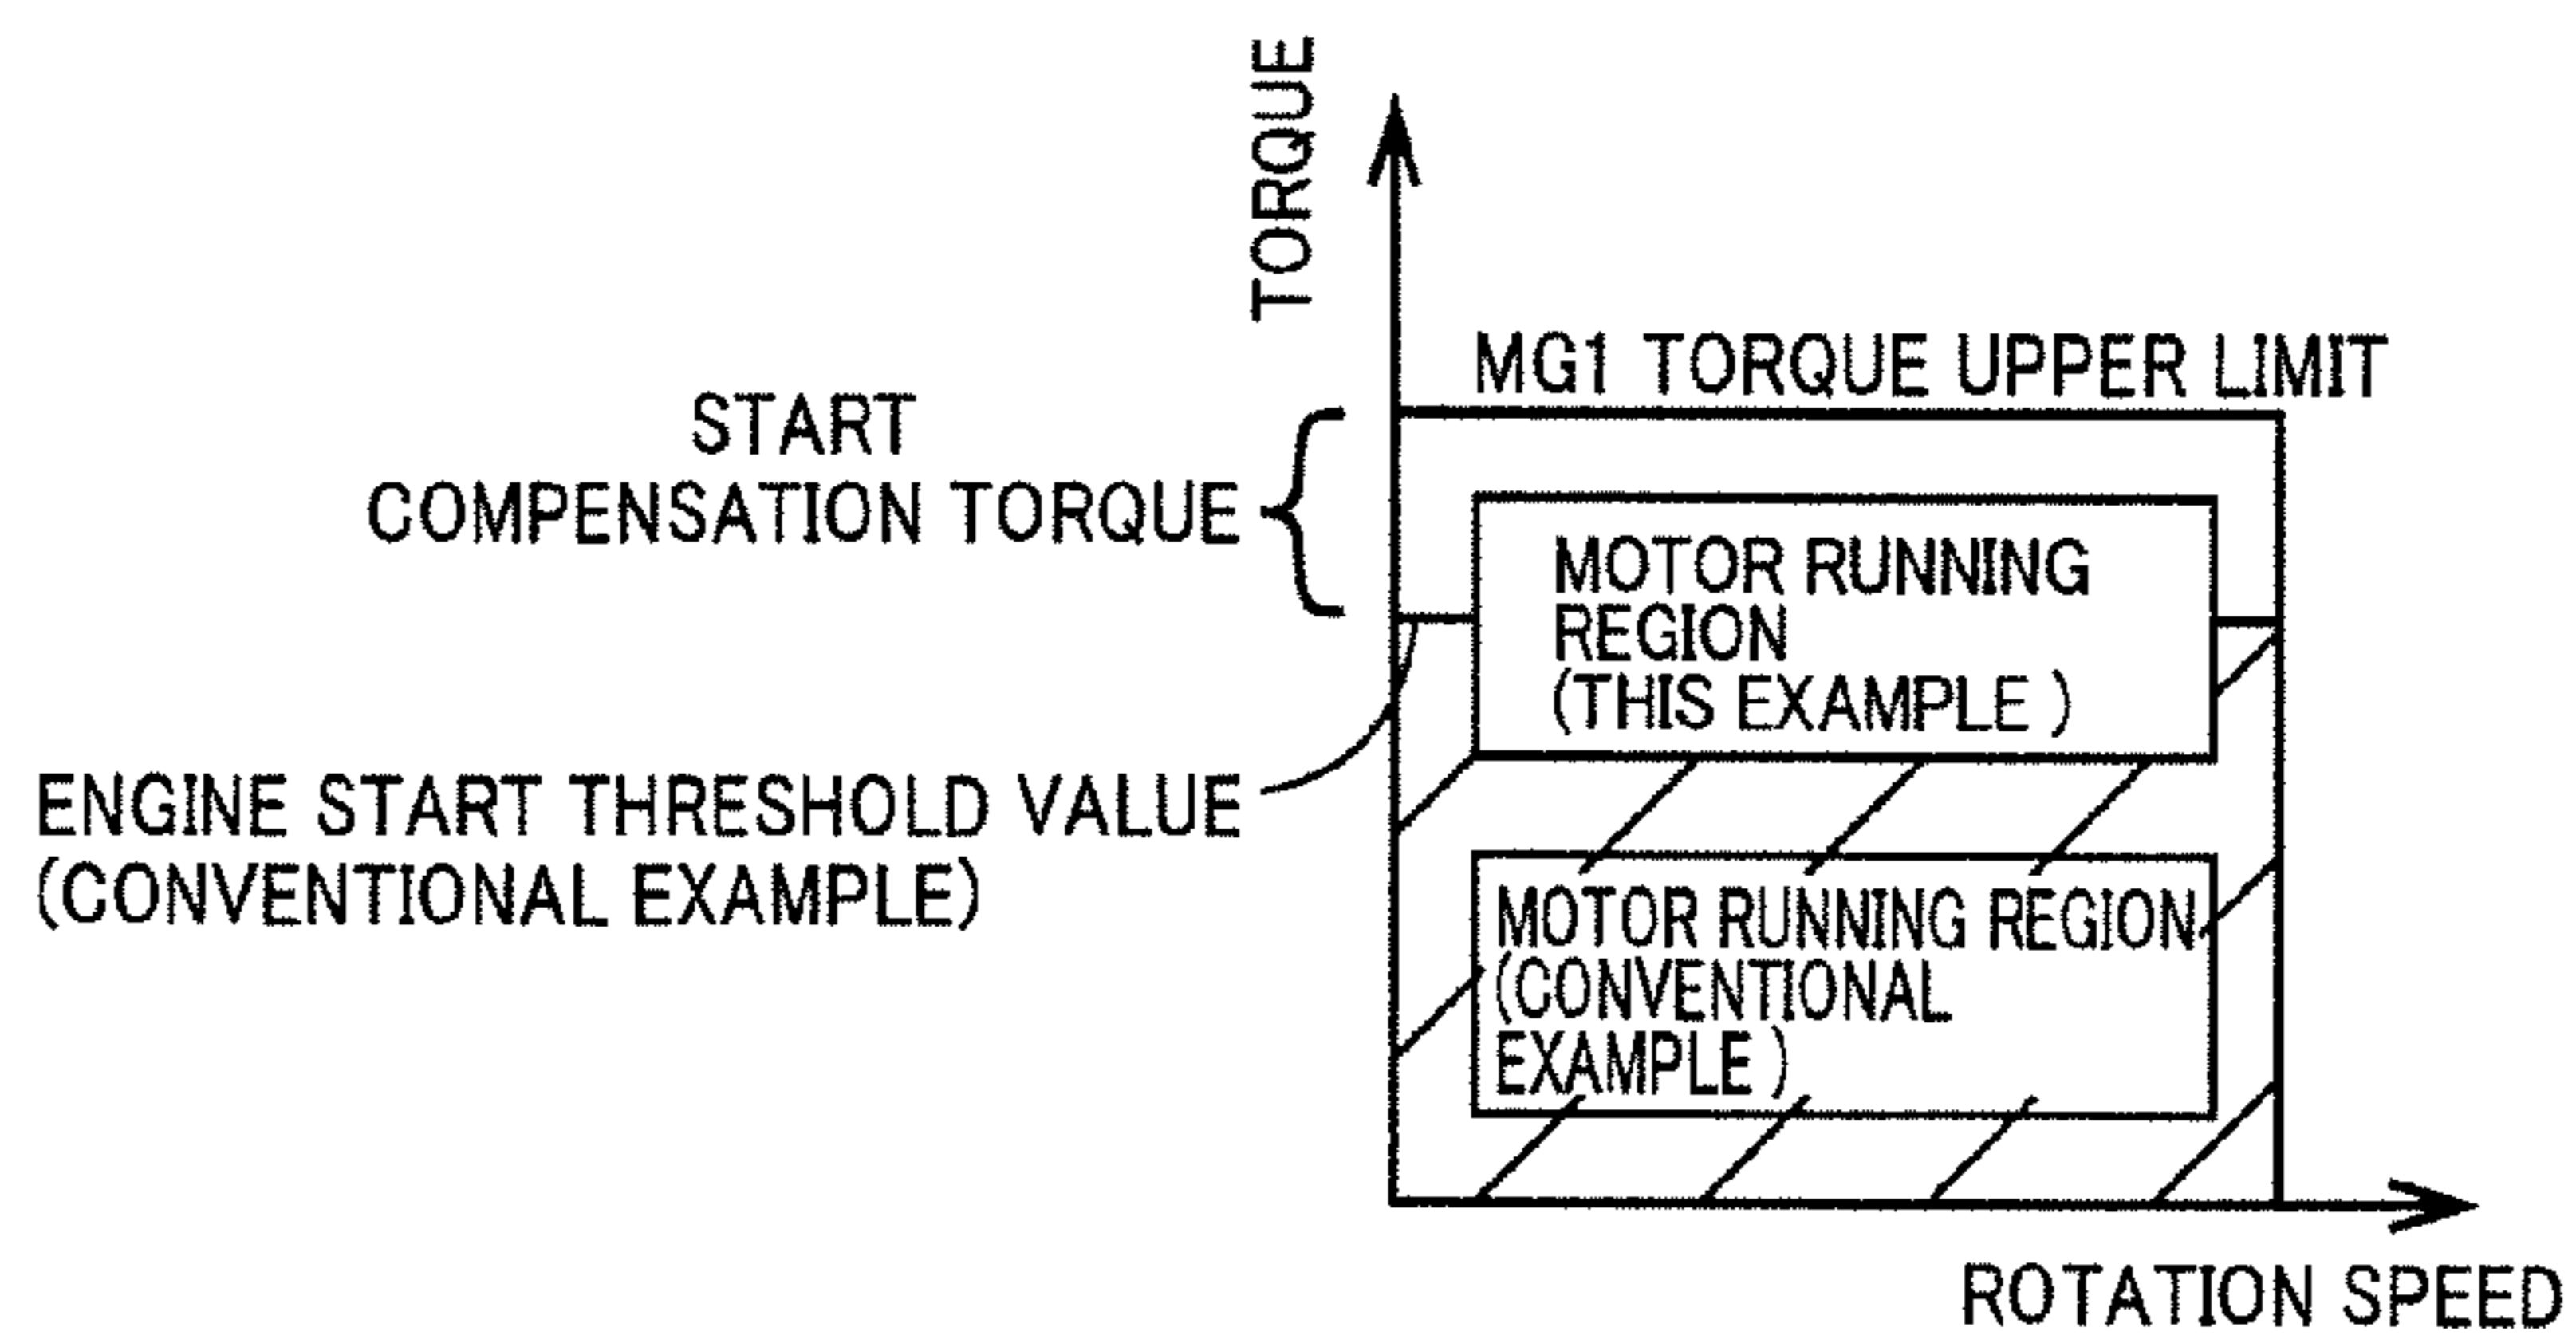 TORQUE
MG1 TORQUE UPPER LIMIT
START
COMPENSATION TORQUE
MOTOR RUNNING
REGION
(THIS EXAMPLE )
ENGINE START THRESHOLD VALUE
(CONVENTIONAL EXAMPLE)
MOTOR RUNNING REGION
(CONVENTIONAL
EXAMPLE )
ROTATION SPEED